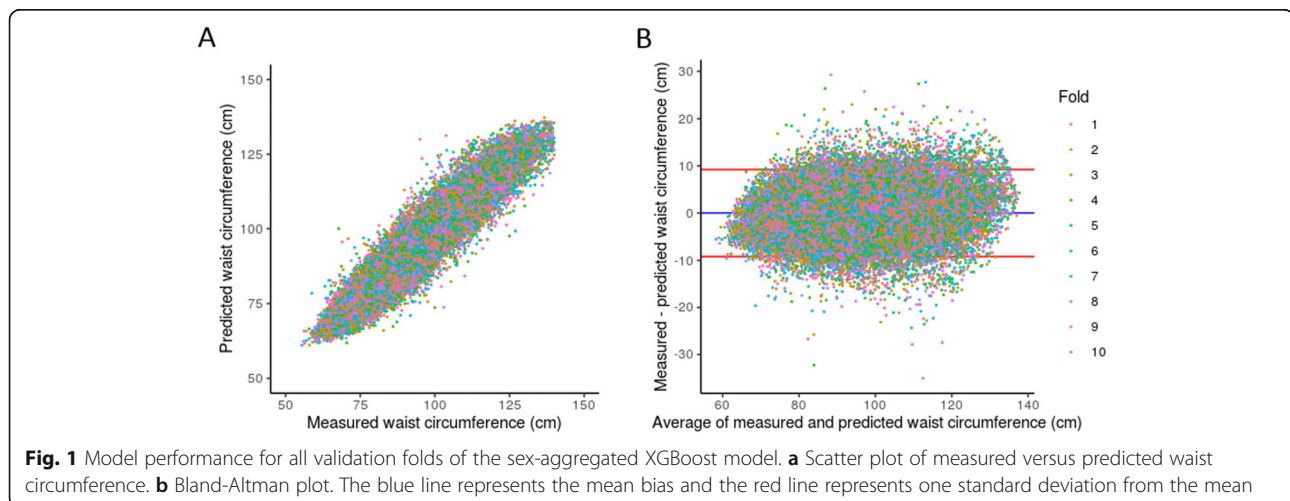 A
B
Predicted waist circumference (cm)
150
125
100
75
50
50 75 100 125 150
Measured waist circumference (cm)
Measured - predicted waist circumference (cm)
30
20
10
0
-10
-20
-30
60 80 100 120 140
Average of measured and predicted waist circumference (cm)
Fold
1
2
3
4
5
6
7
8
9
10
Fig. 1 Model performance for all validation folds of the sex-aggregated XGBoost model. a Scatter plot of measured versus predicted waist
circumference. b Bland-Altman plot. The blue line represents the mean bias and the red line represents one standard deviation from the mean